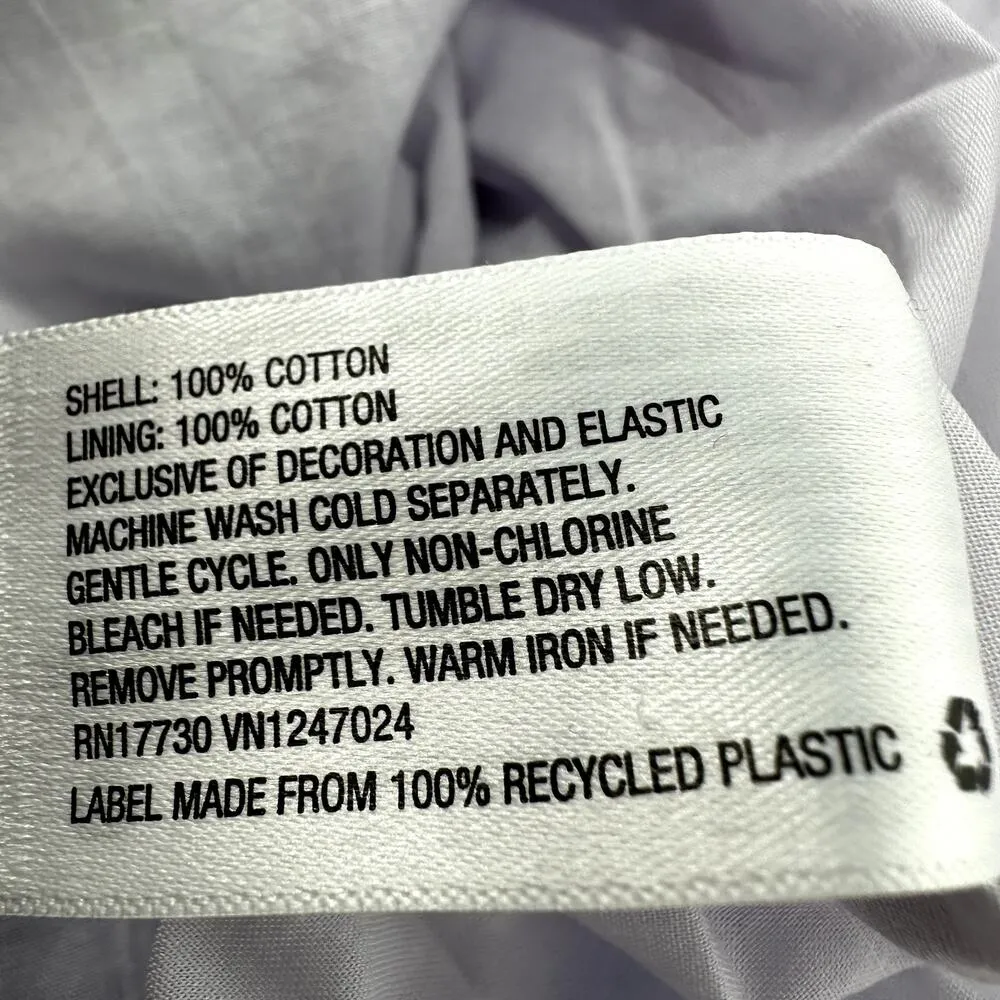 SHELL: 100% COTTON
LINING: 100% COTTON
EXCLUSIVE OF DECORATION AND ELASTIC
MACHINE WASH COLD SEPARATELY.
GENTLE CYCLE. ONLY NON-CHLORINE
BLEACH IF NEEDED. TUMBLE DRY LOW.
REMOVE PROMPTLY. WARM IRON IF NEEDED.
RN17730 VN1247024
LABEL MADE FROM 100% RECYCLED PLASTIC